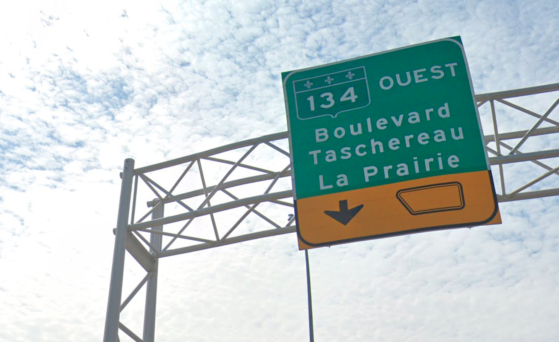 134 OUEST
Boulevard
Taschereau
La Prairie